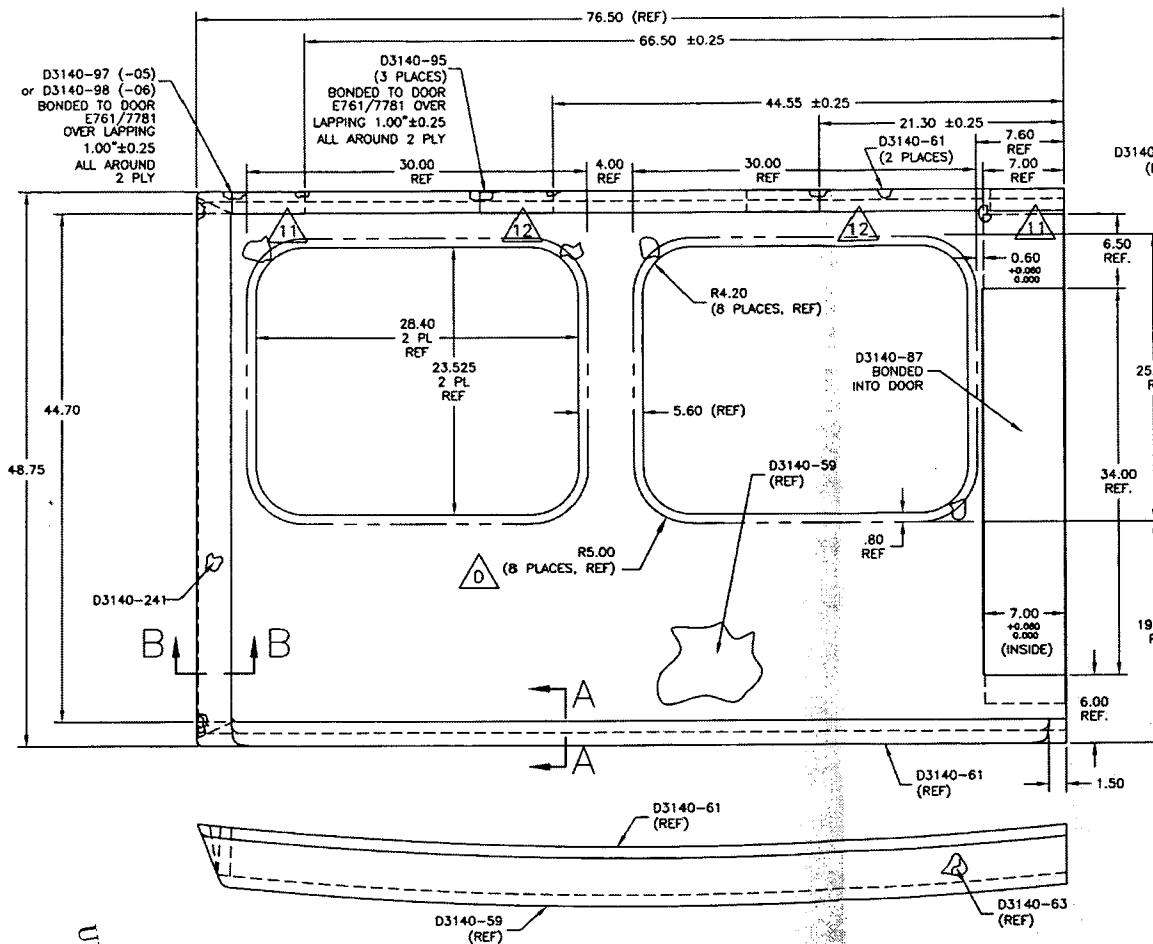 76.50 (REF)
66.50 ±0.25
D3140-97 (-05)
or D3140-98 (-06)
BONDED TO DOOR
E761/7781
OVER LAPPING
1.00"±0.25
ALL AROUND
2 PLY
D3140-95
(3 PLACES)
BONDED TO DOOR
E761/7781 OVER
LAPPING 1.00"±0.25
ALL AROUND 2 PLY
44.55 ±0.25
21.30 ±0.25
D3140-61
(2 PLACES)
7.60
REF
7.00
REF
D3140
30.00
REF
4.00
REF
30.00
REF
11
12
12
11
6.50
REF.
0.60
+0.060
0.000
R4.20
(8 PLACES, REF)
28.40
2 PL
REF
23.525
2 PL
REF
D3140-87
BONDED
INTO DOOR
25
44.70
5.60 (REF)
48.75
D3140-59
(REF)
34.00
REF.
.80
REF
R5.00
(8 PLACES, REF)
D
D3140-241
7.00
+0.060
0.000
(INSIDE)
19
B B
A
6.00
REF.
A
D3140-61
(REF)
1.50
D3140-61
(REF)
D3140-59
(REF)
D3140-63
(REF)